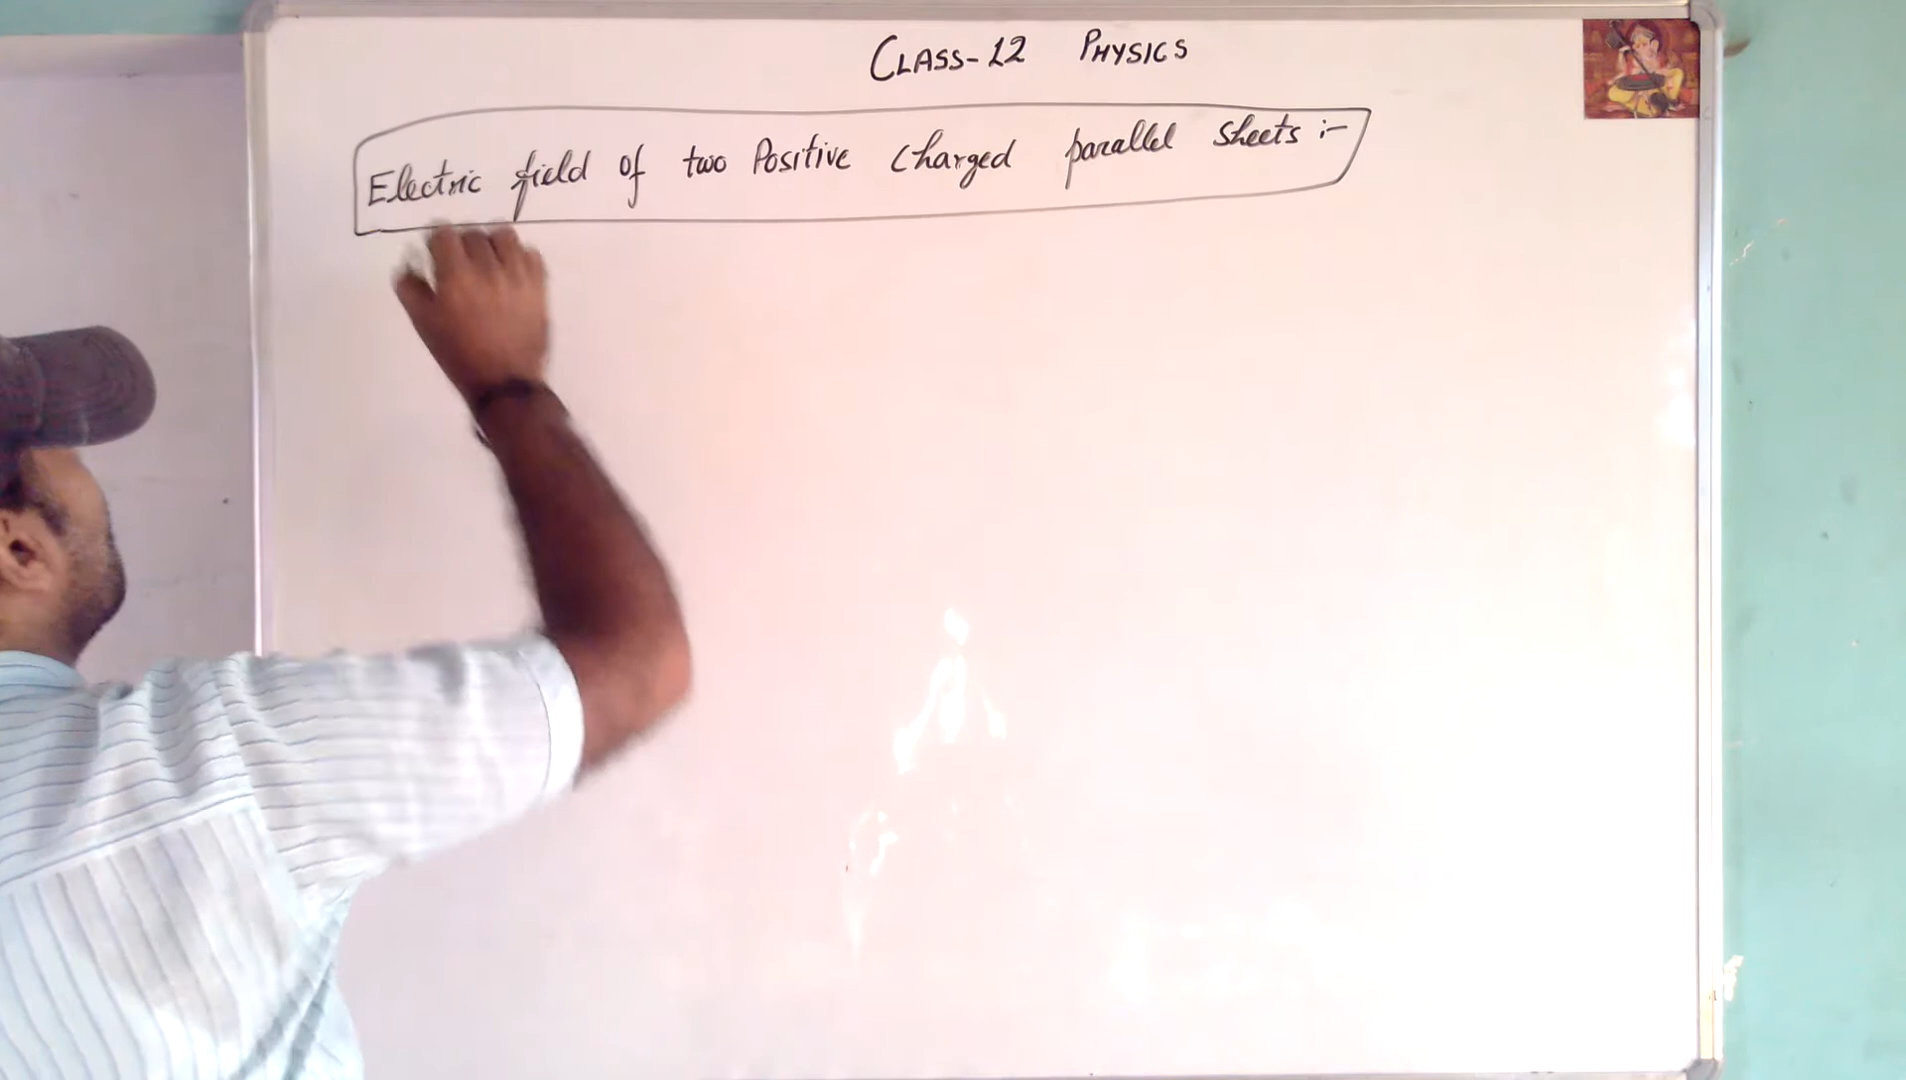 CLASS-12 PHYSICS
Electric field of two Positive Charged parallel Sheets :-